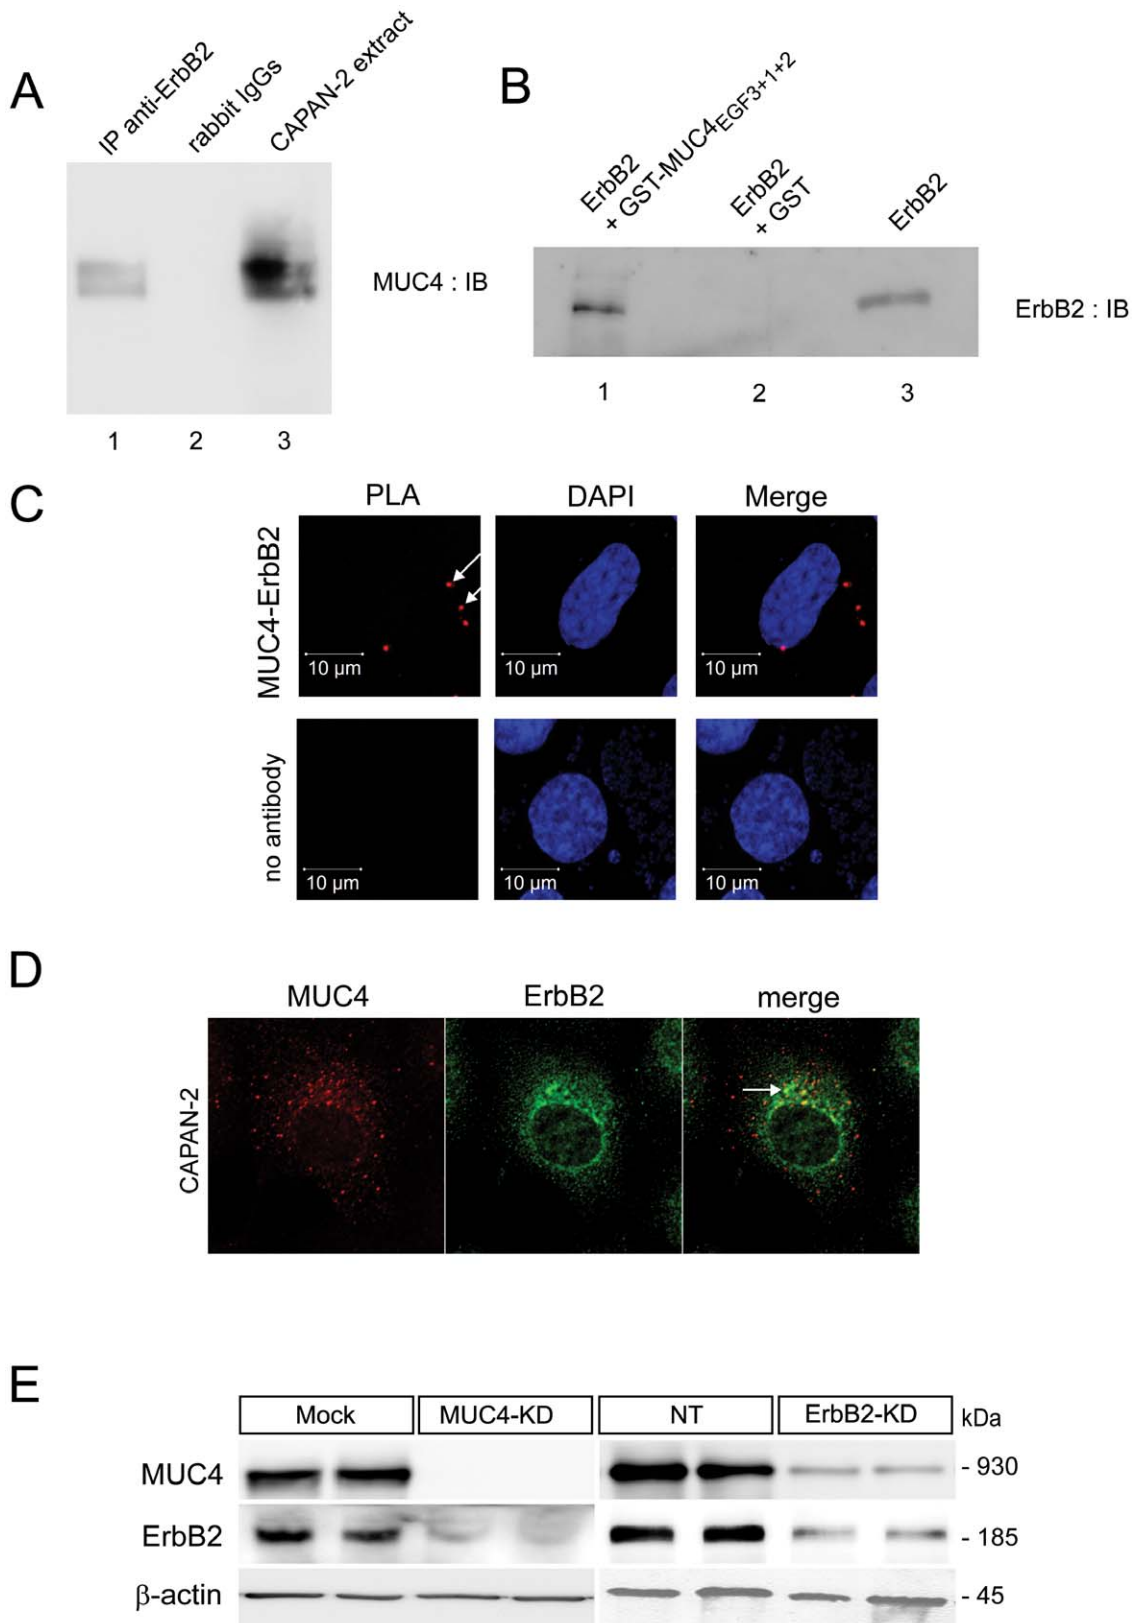 A
IP anti-ErbB2
rabbit IgGs
CAPAN-2 extract
MUC4 : IB
1 2 3
B
ErbB2
+ GST-MUC4EGF3+1+2
ErbB2
+ GST
ErbB2
ErbB2 : IB
1 2 3
C
PLA DAPI Merge
MUC4-ErbB2
10 µm 10 µm 10 µm
no antibody
10 µm 10 µm 10 µm
D
MUC4 ErbB2 merge
CAPAN-2
E
Mock MUC4-KD NT ErbB2-KD kDa
MUC4 - 930
ErbB2 - 185
β-actin - 45